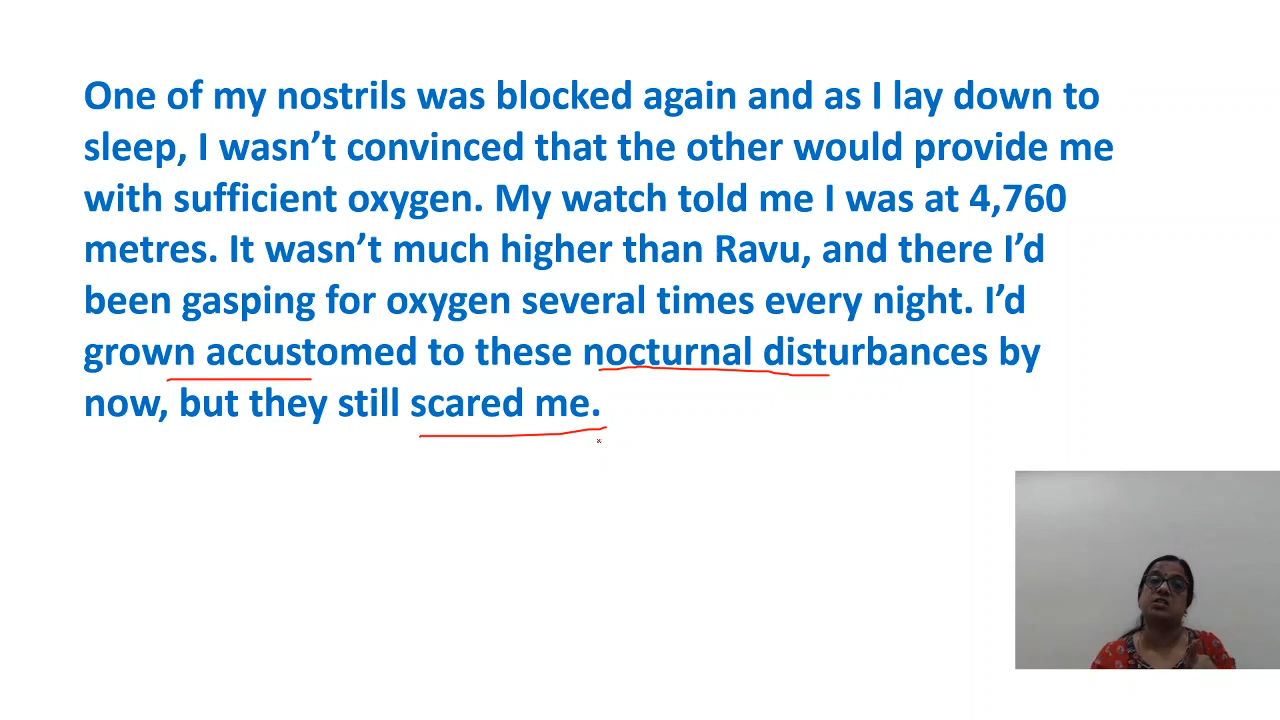 One of my nostrils was blocked again and as I lay down to
sleep, I wasn’t convinced that the other would provide me
with sufficient oxygen. My watch told me I was at 4,760
metres. It wasn’t much higher than Ravu, and there I’d
been gasping for oxygen several times every night. I’d
grown accustomed to these nocturnal disturbances by
now, but they still scared me.